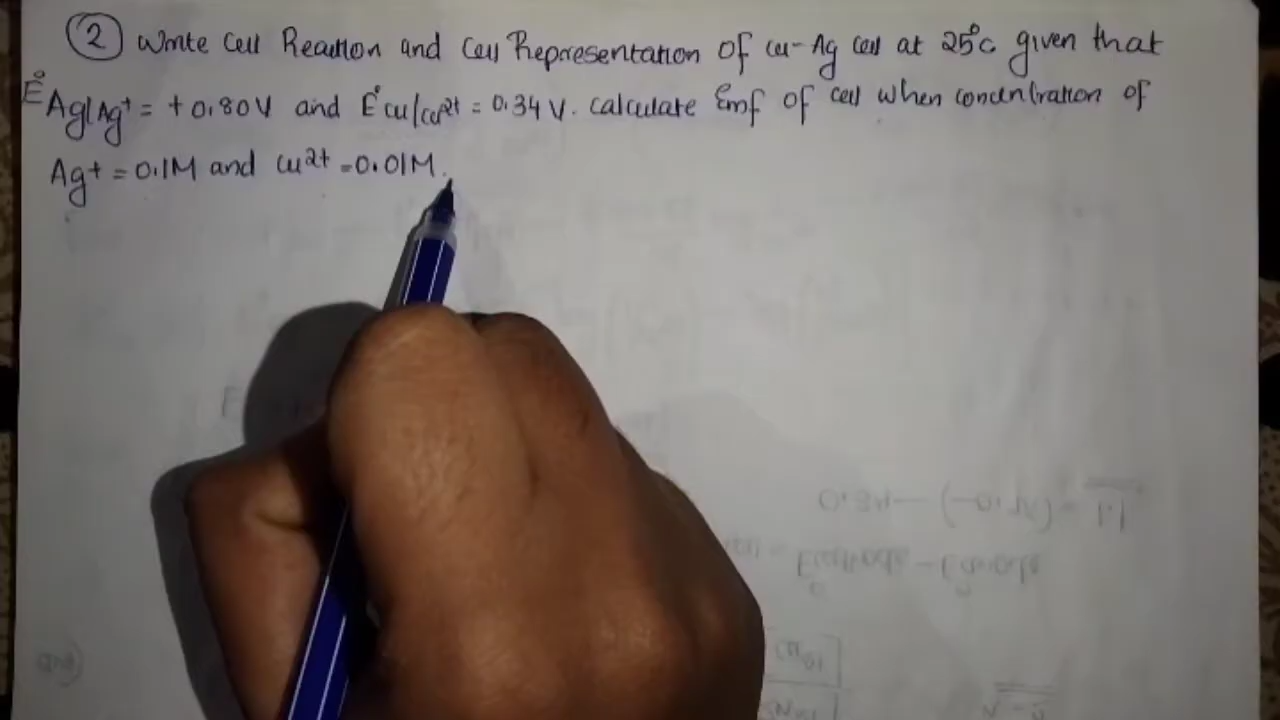 ② Write Cell Reaction and Cell Representation Of cu-Ag cell at 25°c given that
E° Ag/Ag+ = +0.80V and E° cu/cu2+ = 0.34 V. calculate Emf of cell when concentration of
Ag+ = 0.1M and cu2+ = 0.01M.